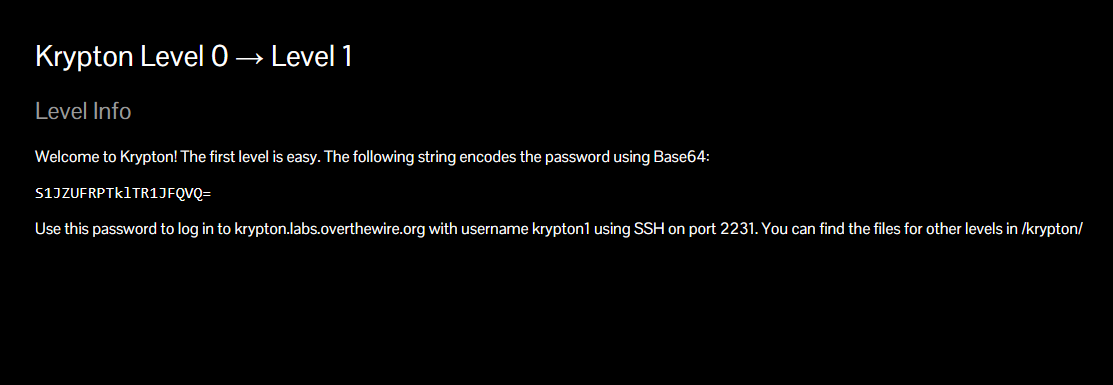 Krypton Level 0 → Level 1
Level Info
Welcome to Krypton! The first level is easy. The following string encodes the password using Base64:
S1JZUFRPTklTR1JFQVQ=
Use this password to log in to krypton.labs.overthewire.org with username krypton1 using SSH on port 2231. You can find the files for other levels in /krypton/